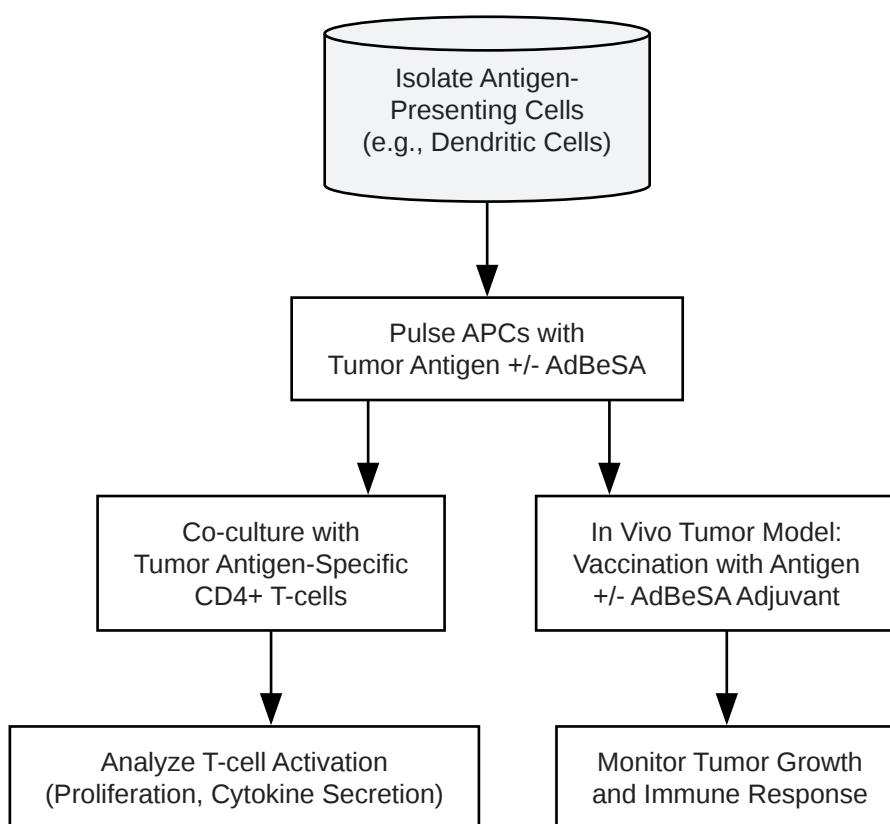 Isolate Antigen-
Presenting Cells
(e.g., Dendritic Cells)
Pulse APCs with
Tumor Antigen +/- AdBeSA
Co-culture with
Tumor Antigen-Specific
CD4+ T-cells
In Vivo Tumor Model:
Vaccination with Antigen
+/- AdBeSA Adjuvant
Analyze T-cell Activation
(Proliferation, Cytokine Secretion)
Monitor Tumor Growth
and Immune Response